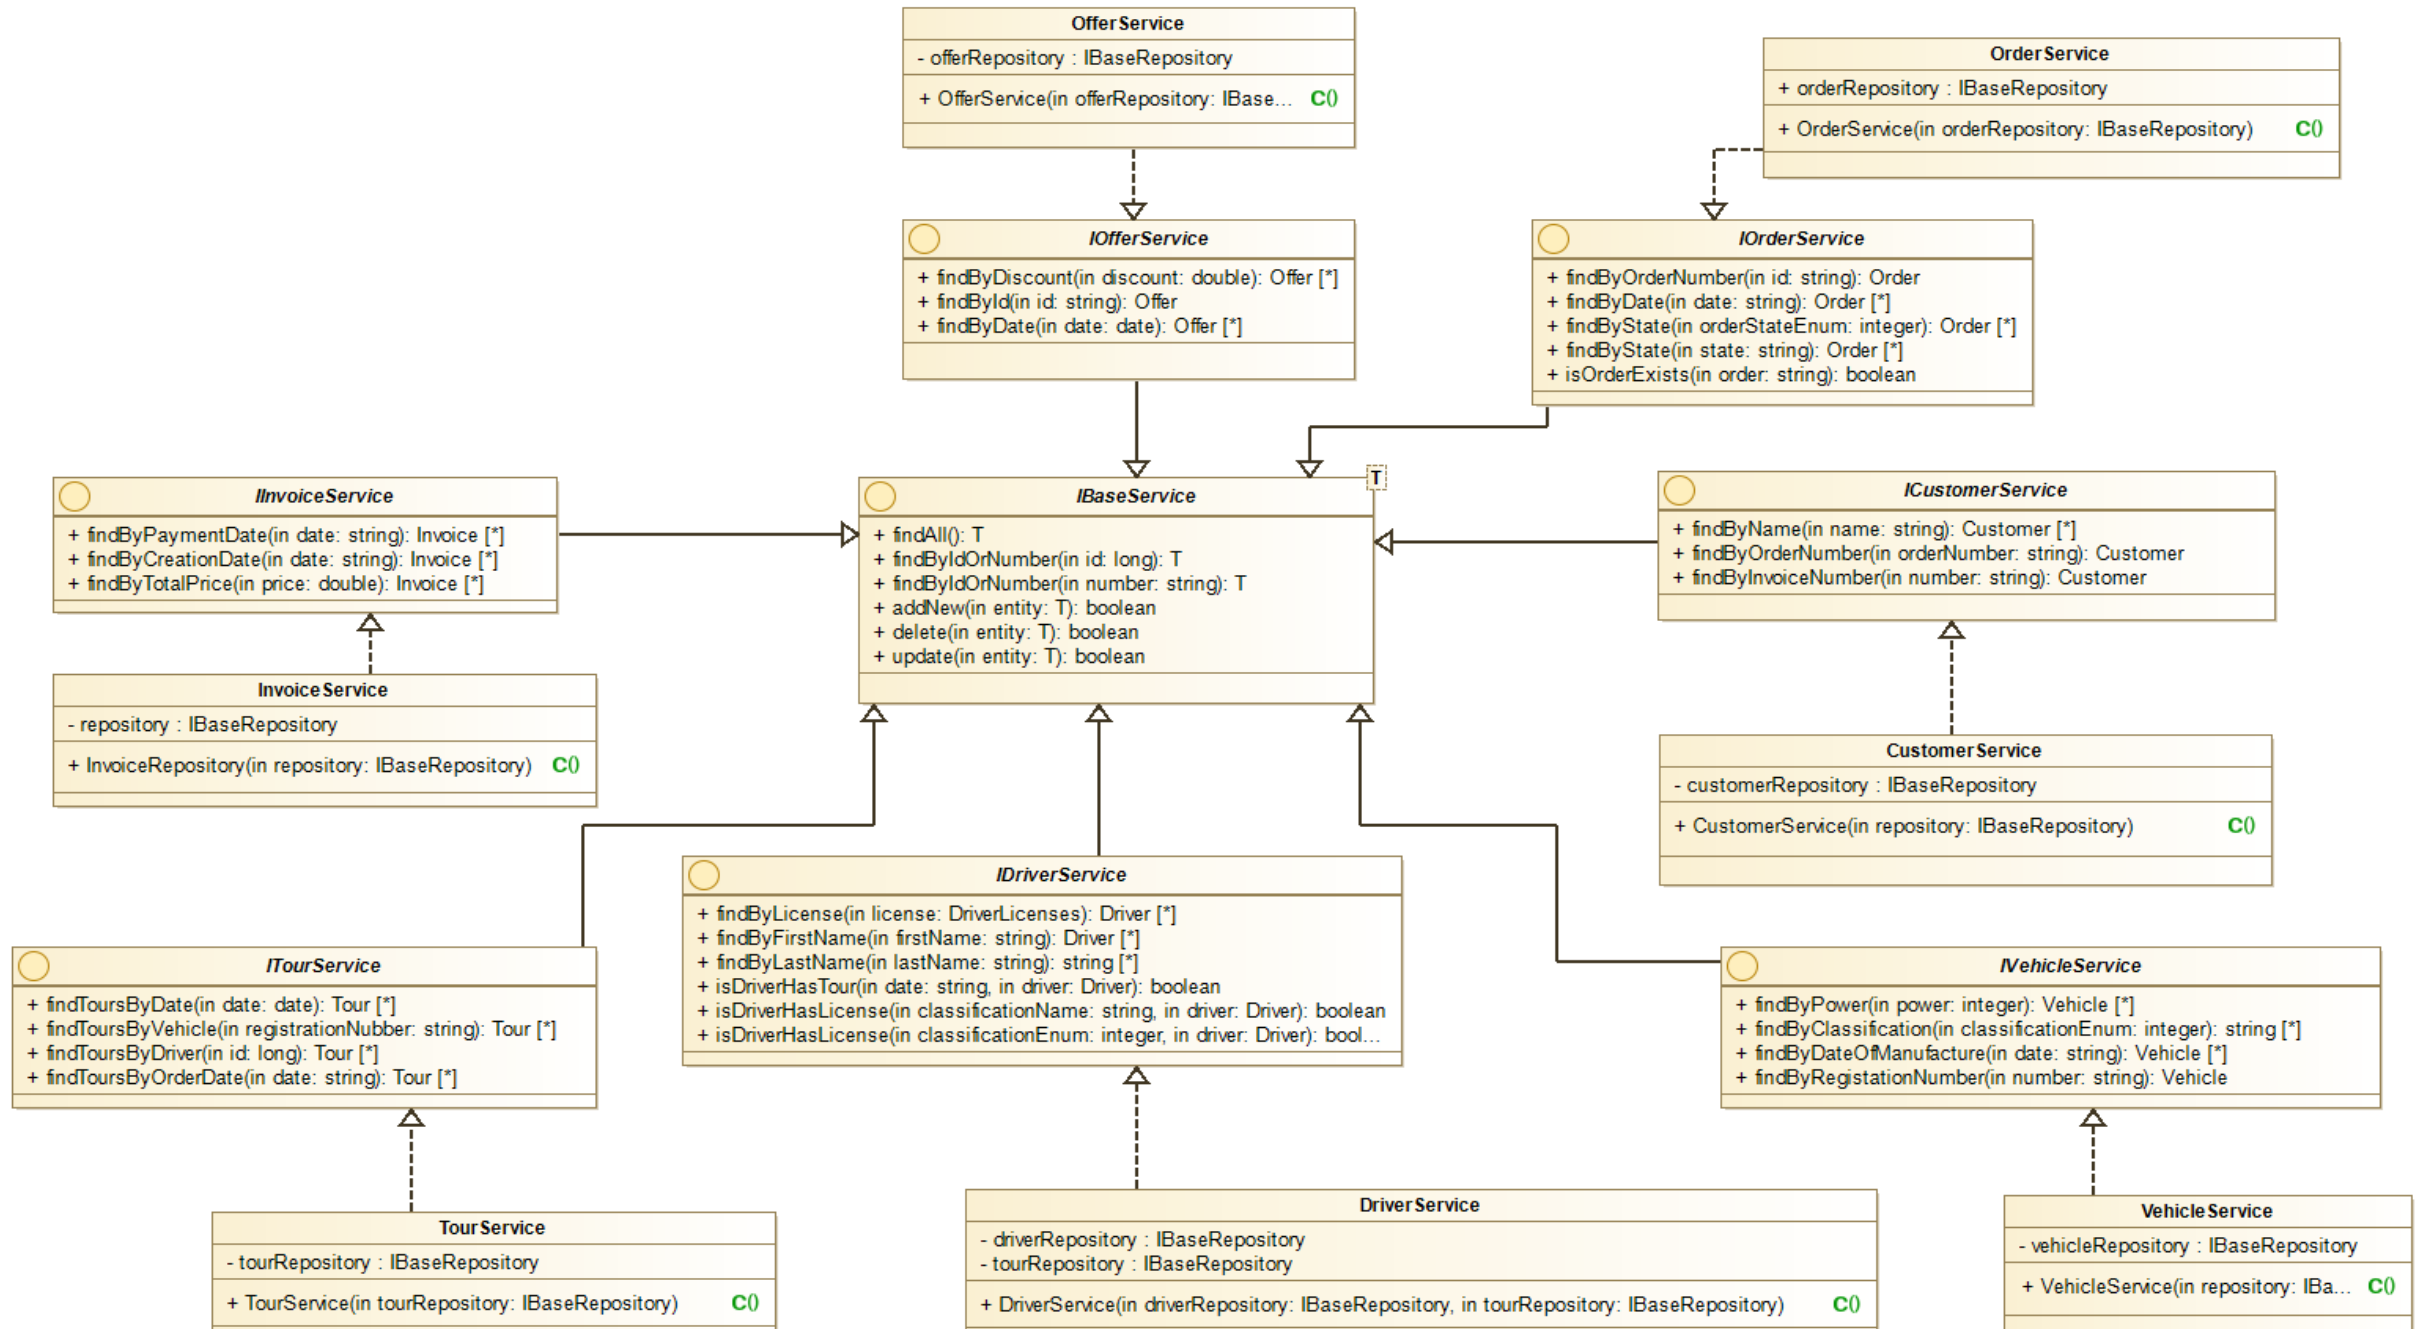 OfferService
- offerRepository : IBaseRepository
+ OfferService(in offerRepository: IBase... C()
OrderService
+ orderRepository : IBaseRepository
+ OrderService(in orderRepository: IBaseRepository) C()
IOfferService
+ findByDiscount(in discount: double): Offer [*]
+ findById(in id: string): Offer
+ findByDate(in date: date): Offer [*]
IOrderService
+ findByOrderNumber(in id: string): Order
+ findByDate(in date: string): Order [*]
+ findByState(in orderStateEnum: integer): Order [*]
+ findByState(in state: string): Order [*]
+ isOrderExists(in order: string): boolean
IInvoiceService
+ findByPaymentDate(in date: string): Invoice [*]
+ findByCreationDate(in date: string): Invoice [*]
+ findByTotalPrice(in price: double): Invoice [*]
T
IBaseService
+ findAll(): T
+ findByIdOrNumber(in id: long): T
+ findByIdOrNumber(in number: string): T
+ addNew(in entity: T): boolean
+ delete(in entity: T): boolean
+ update(in entity: T): boolean
ICustomerService
+ findByName(in name: string): Customer [*]
+ findByOrderNumber(in orderNumber: string): Customer
+ findByInvoiceNumber(in number: string): Customer
InvoiceService
- repository : IBaseRepository
+ InvoiceRepository(in repository: IBaseRepository) C()
CustomerService
- customerRepository : IBaseRepository
+ CustomerService(in repository: IBaseRepository) C()
IDriverService
+ findByLicense(in license: DriverLicenses): Driver [*]
+ findByFirstName(in firstName: string): Driver [*]
+ findByLastName(in lastName: string): string [*]
+ isDriverHasTour(in date: string, in driver: Driver): boolean
+ isDriverHasLicense(in classificationName: string, in driver: Driver): boolean
+ isDriverHasLicense(in classificationEnum: integer, in driver: Driver): bool...
ITourService
+ findToursByDate(in date: date): Tour [*]
+ findToursByVehicle(in registrationNubber: string): Tour [*]
+ findToursByDriver(in id: long): Tour [*]
+ findToursByOrderDate(in date: string): Tour [*]
IVehicleService
+ findByPower(in power: integer): Vehicle [*]
+ findByClassification(in classificationEnum: integer): string [*]
+ findByDateOfManufacture(in date: string): Vehicle [*]
+ findByRegistationNumber(in number: string): Vehicle
TourService
- tourRepository : IBaseRepository
+ TourService(in tourRepository: IBaseRepository) C()
DriverService
- driverRepository : IBaseRepository
- tourRepository : IBaseRepository
+ DriverService(in driverRepository: IBaseRepository, in tourRepository: IBaseRepository) C()
VehicleService
- vehicleRepository : IBaseRepository
+ VehicleService(in repository: IBa... C()